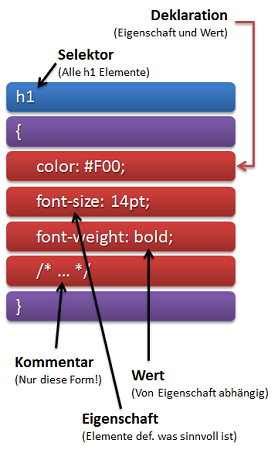 Deklaration
(Eigenschaft und Wert)
Selektor
(Alle h1 Elemente)
h1
{
color: #F00;
font-size: 14pt;
font-weight: bold;
/* ... */
}
Kommentar
(Nur diese Form!)
Wert
(Von Eigenschaft abhängig)
Eigenschaft
(Elemente def. was sinnvoll ist)